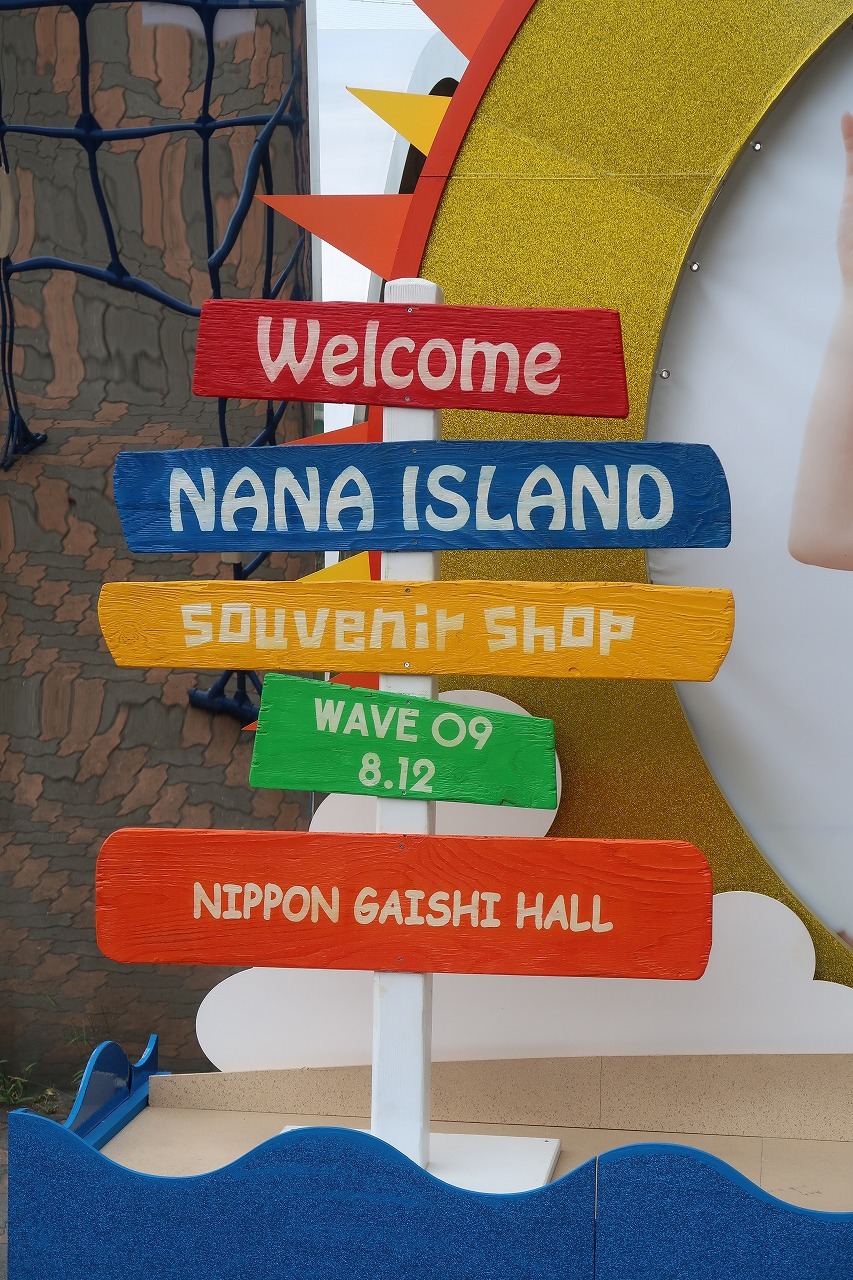 Welcome
NANA ISLAND
souvenir shop
WAVE 09
8.12
NIPPON GAISHI HALL